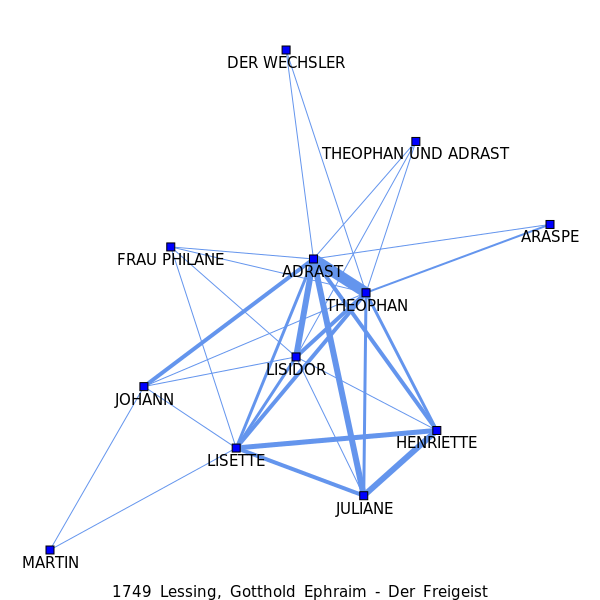 DER WECHSLER
THEOPHAN UND ADRAST
ARASPE
FRAU PHILANE
ADRAST
THEOPHAN
LISIDOR
JOHANN
HENRIETTE
LISETTE
JULIANE
MARTIN
1749 Lessing, Gotthold Ephraim - Der Freigeist